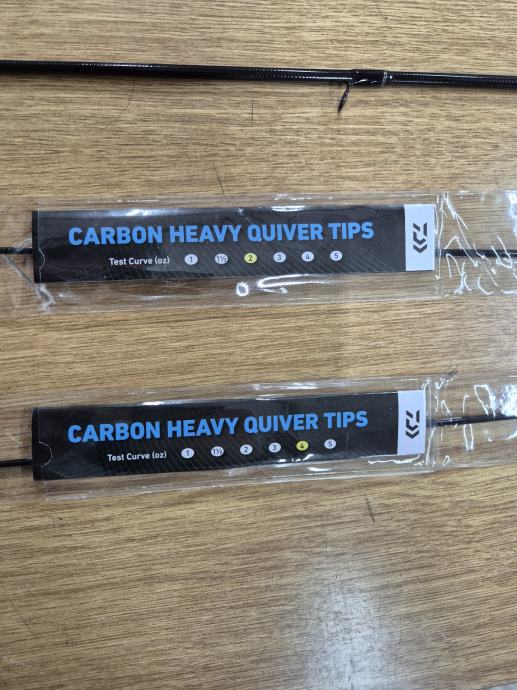 CARBON HEAVY QUIVER TIPS
Test Curve (oz) 1 1½ 2 3 4 5
CARBON HEAVY QUIVER TIPS
Test Curve (oz) 1 1½ 2 3 4 5